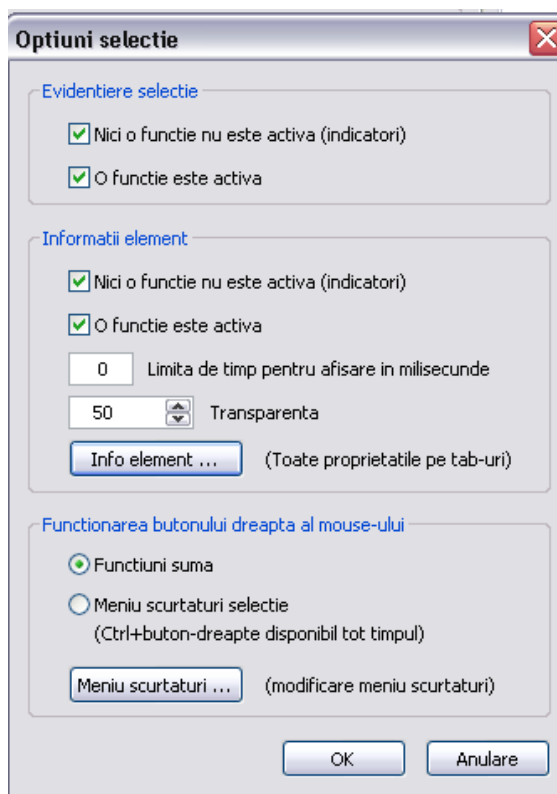 Optiuni selectie
Evidentiere selectie
Nici o functie nu este activa (indicatori)
O functie este activa
Informatii element
Nici o functie nu este activa (indicatori)
O functie este activa
0 Limita de timp pentru afisare in milisecunde
50 Transparenta
Info element ... (Toate proprietatile pe tab-uri)
Functionarea butonului dreapta al mouse-ului
Functiuni suma
Meniu scurtaturi selectie
(Ctrl+buton-dreapte disponibil tot timpul)
Meniu scurtaturi ... (modificare meniu scurtaturi)
OK Anulare